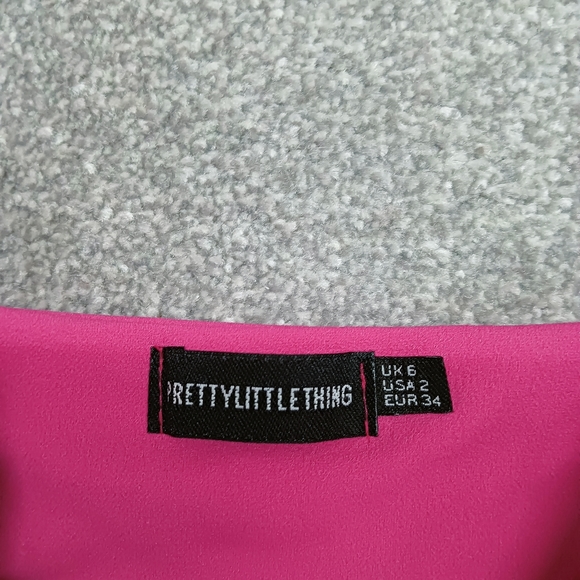 PRETTYLITTLETHING
UK 6
USA 2
EUR 34